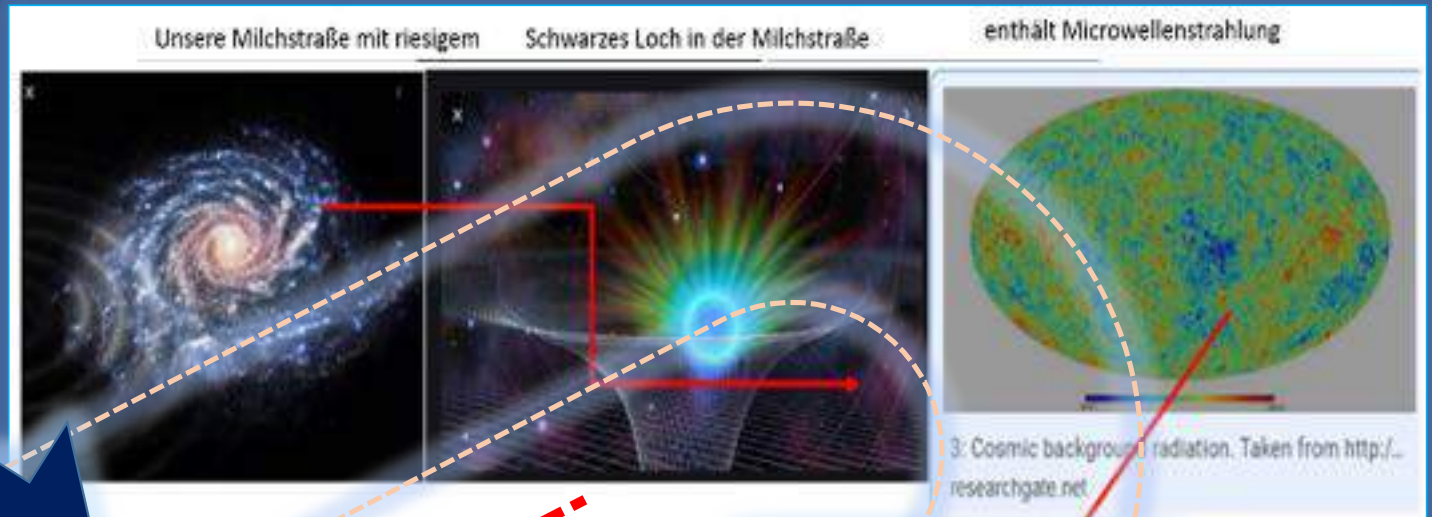 Unsere Milchstraße mit riesigem
Schwarzes Loch in der Milchstraße
enthält Microwellenstrahlung
x
x
3: Cosmic background radiation. Taken from http:/...
researchgate.net